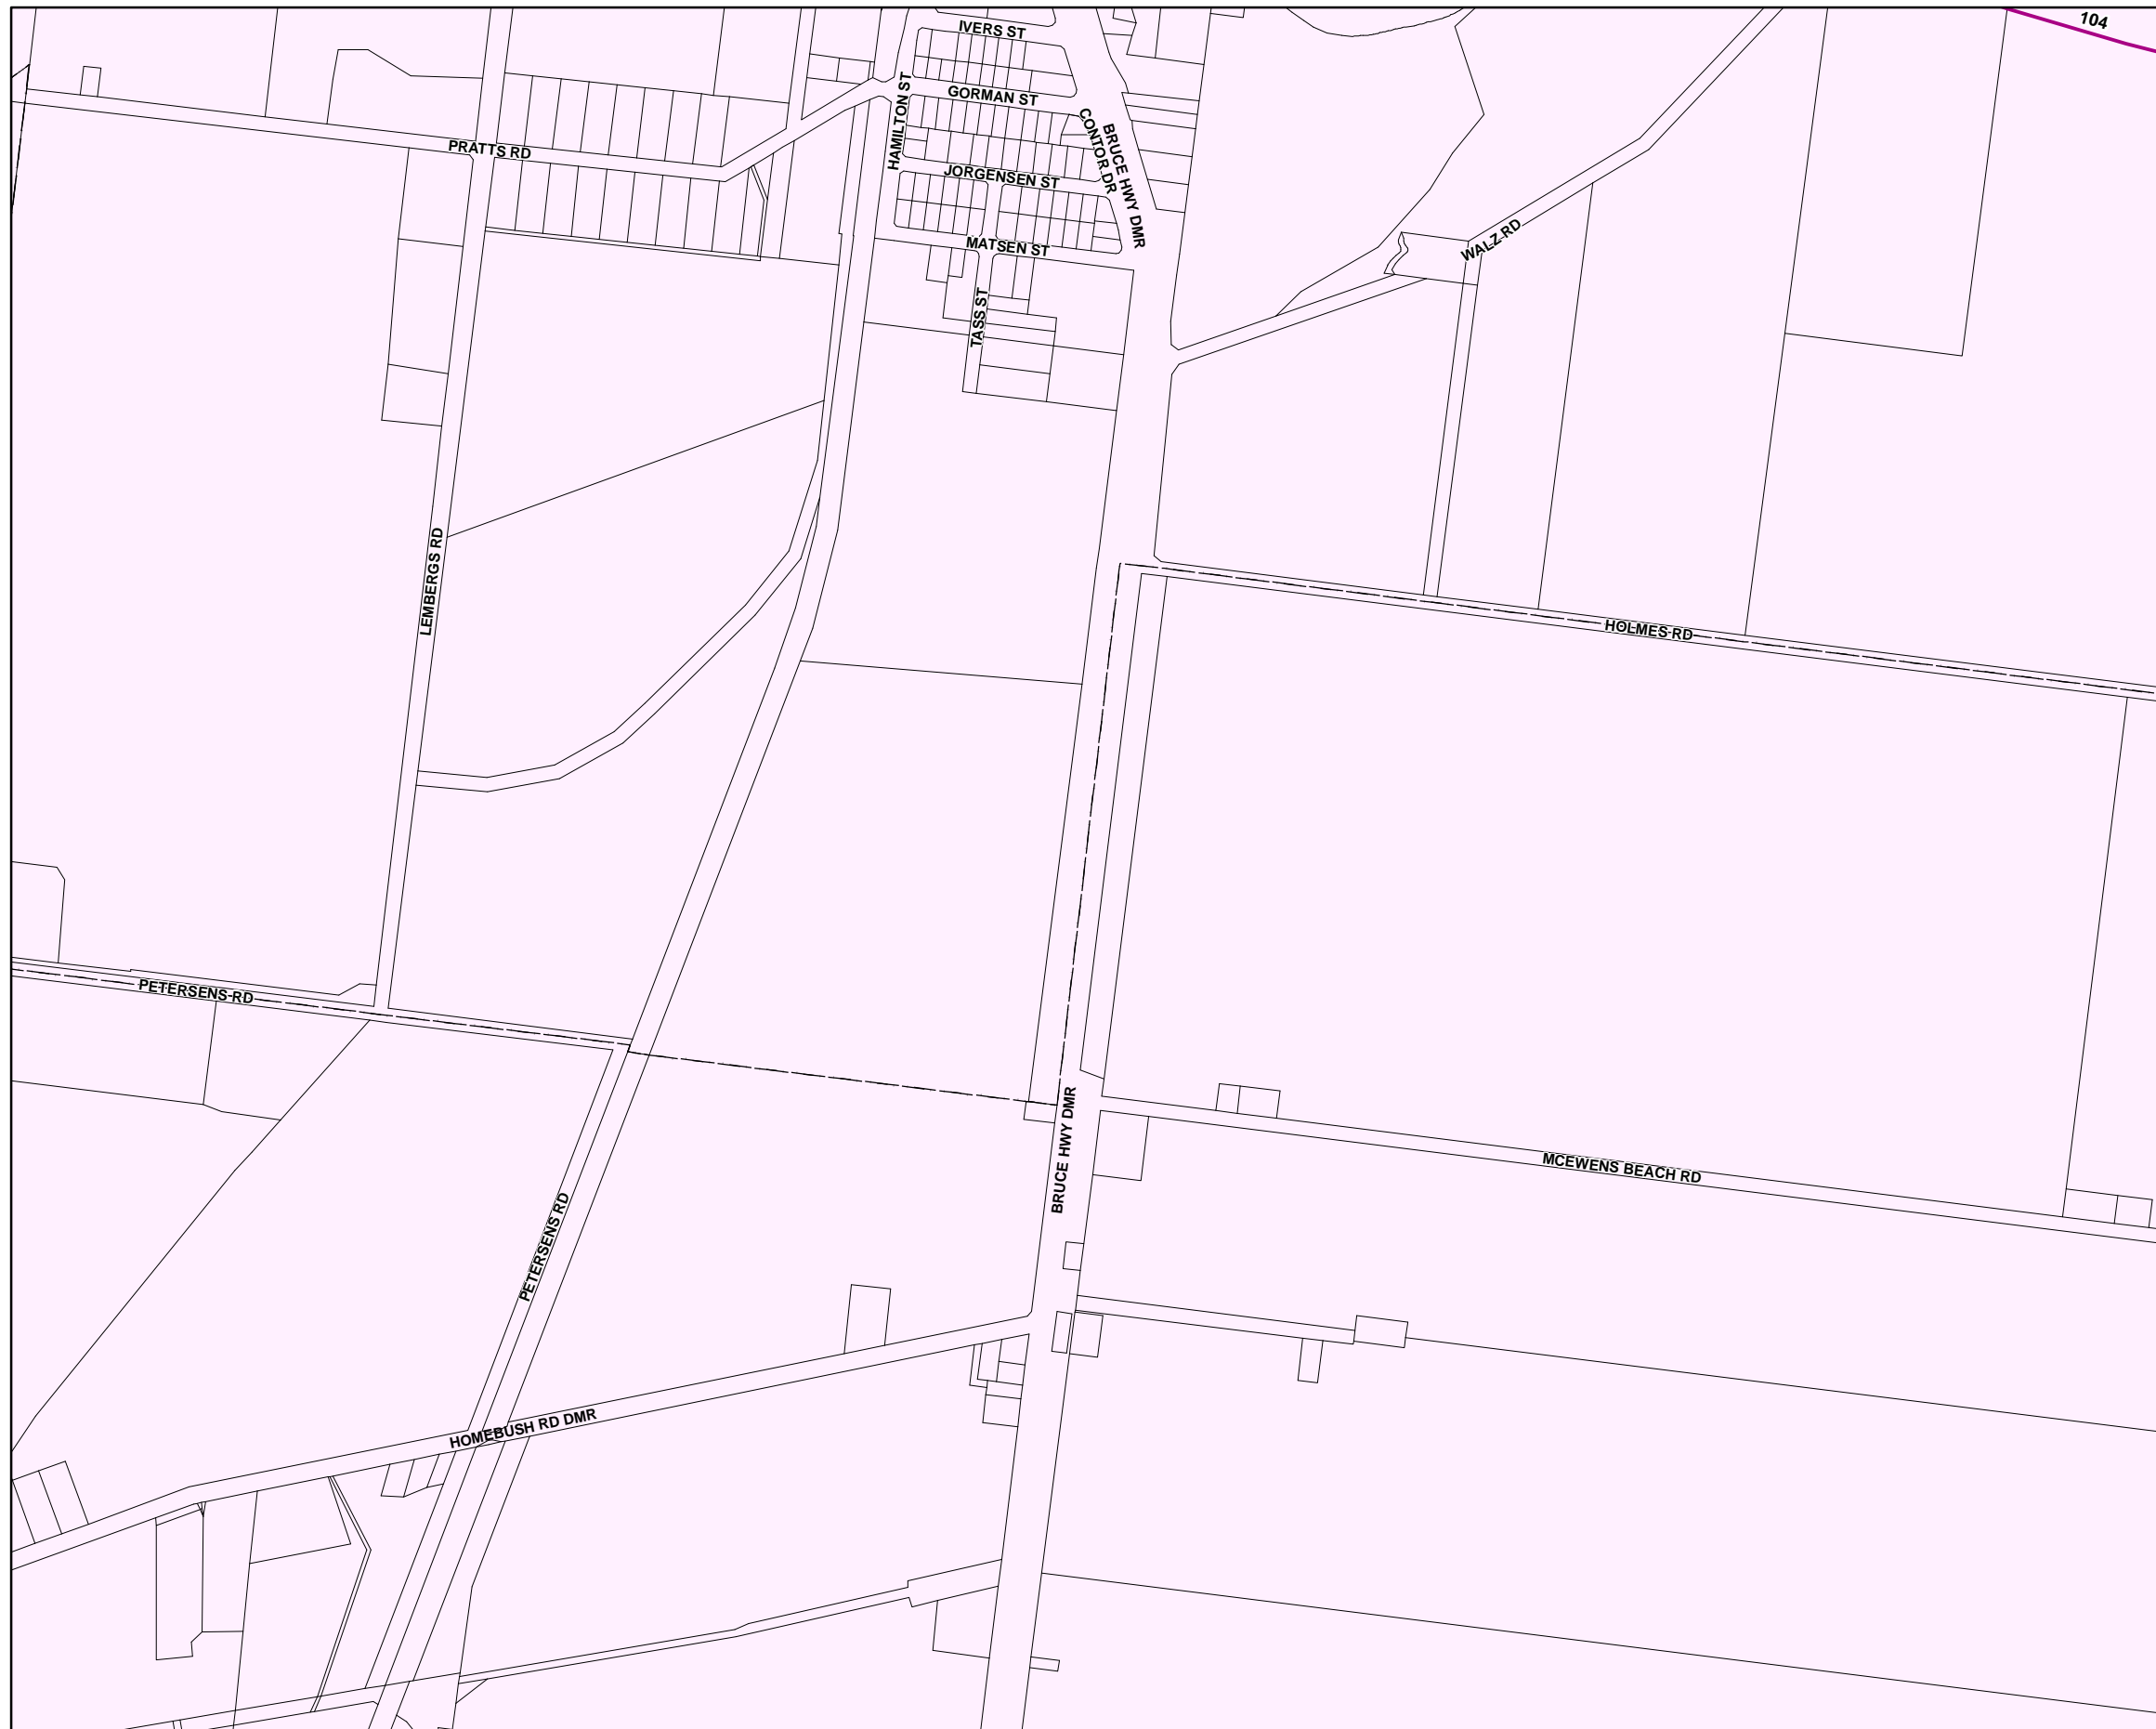 104
IVERS ST
GORMAN ST
HAMILTON ST
CONTOR DR
BRUCE HWY DMR
PRATTS RD
JORGENSEN ST
MATSEN ST
WALZ RD
TASS ST
LEMBERGS RD
HOLMES RD
PETERSENS RD
BRUCE HWY DMR
MCEWENS BEACH RD
PETERSENS RD
HOMEBUSH RD DMR